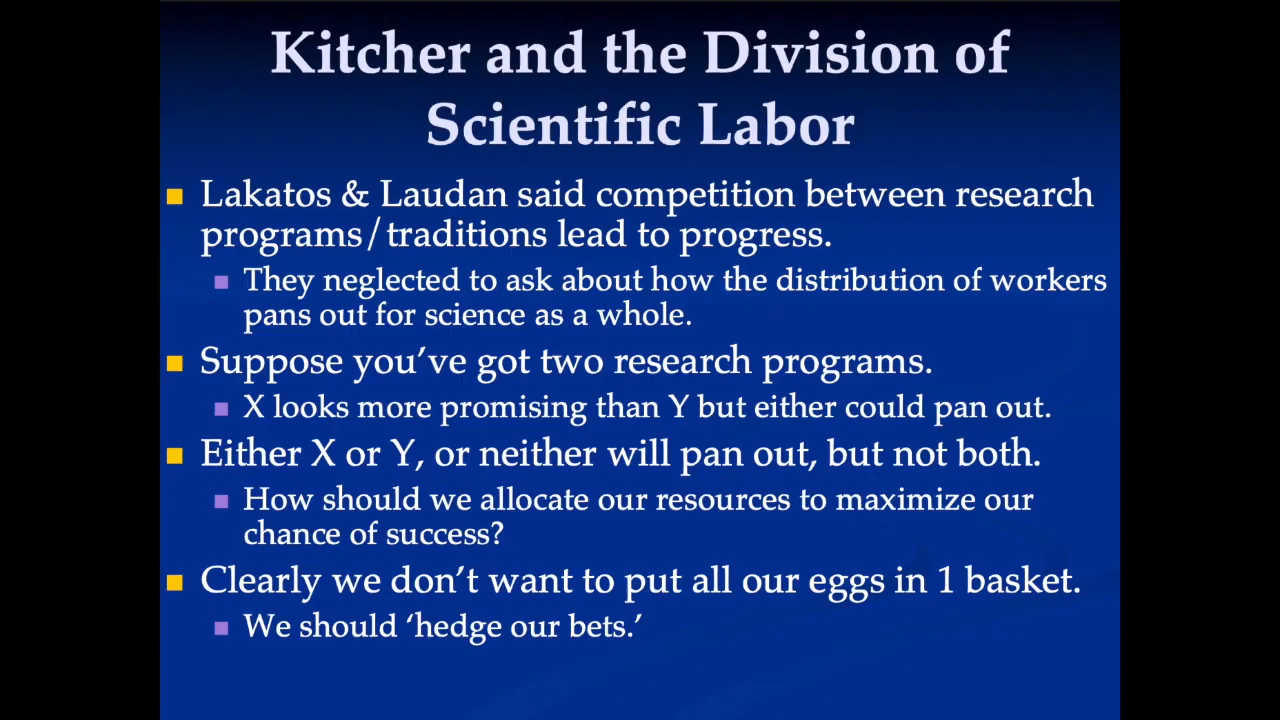 Kitcher and the Division of
Scientific Labor
Lakatos & Laudan said competition between research
programs/traditions lead to progress.
They neglected to ask about how the distribution of workers
pans out for science as a whole.
Suppose you’ve got two research programs.
X looks more promising than Y but either could pan out.
Either X or Y, or neither will pan out, but not both.
How should we allocate our resources to maximize our
chance of success?
Clearly we don’t want to put all our eggs in 1 basket.
We should ‘hedge our bets.’